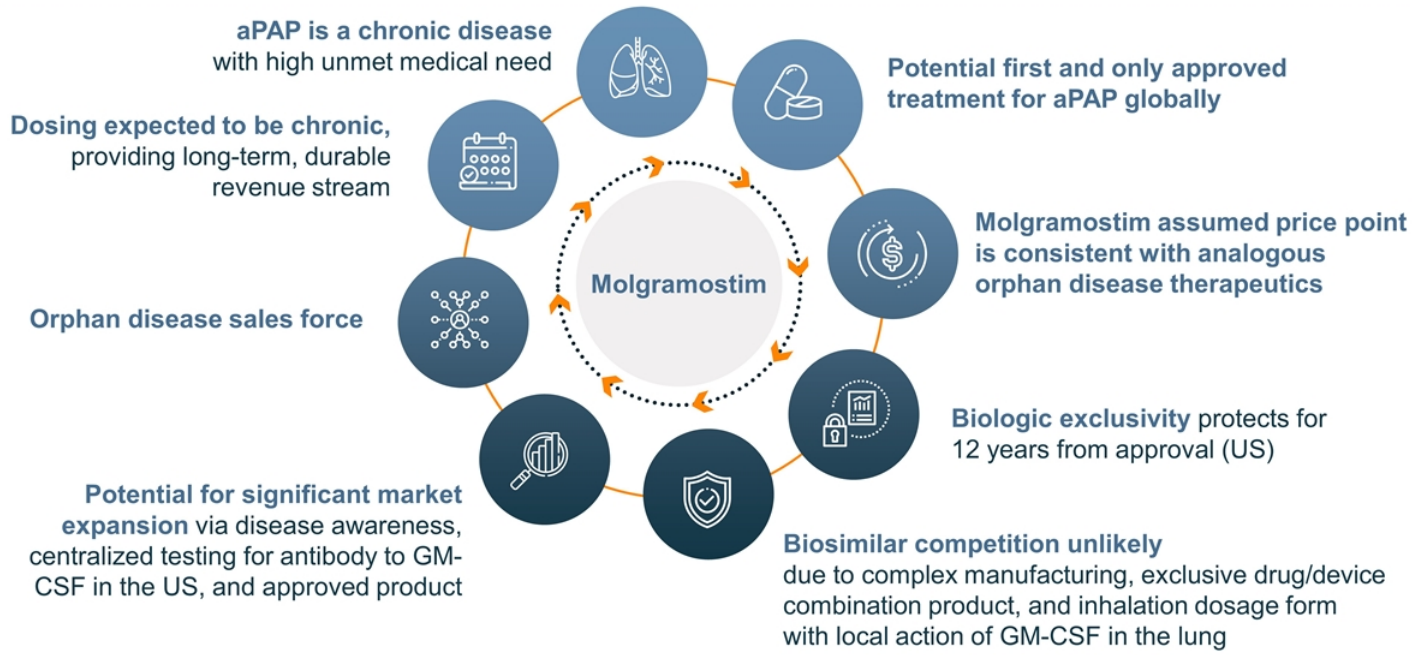 aPAP is a chronic disease
with high unmet medical need
Potential first and only approved
treatment for aPAP globally
Molgramostim assumed price point
is consistent with analogous
orphan disease therapeutics
Biologic exclusivity protects for
12 years from approval (US)
Biosimilar competition unlikely
due to complex manufacturing, exclusive drug/device
combination product, and inhalation dosage form
with local action of GM-CSF in the lung
Potential for significant market
expansion via disease awareness,
centralized testing for antibody to GM-
CSF in the US, and approved product
Orphan disease sales force
Dosing expected to be chronic,
providing long-term, durable
revenue stream
Molgramostim
$